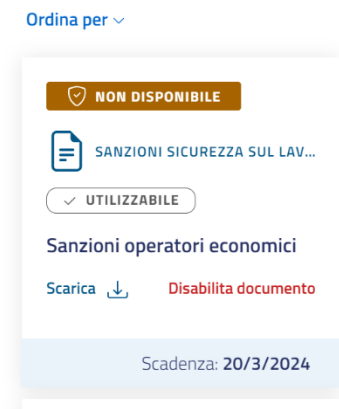 Ordina per
NON DISPONIBILE
SANZIONI SICUREZZA SUL LAV...
UTILIZZABILE
Sanzioni operatori economici
Scarica Disabilita documento
Scadenza: 20/3/2024